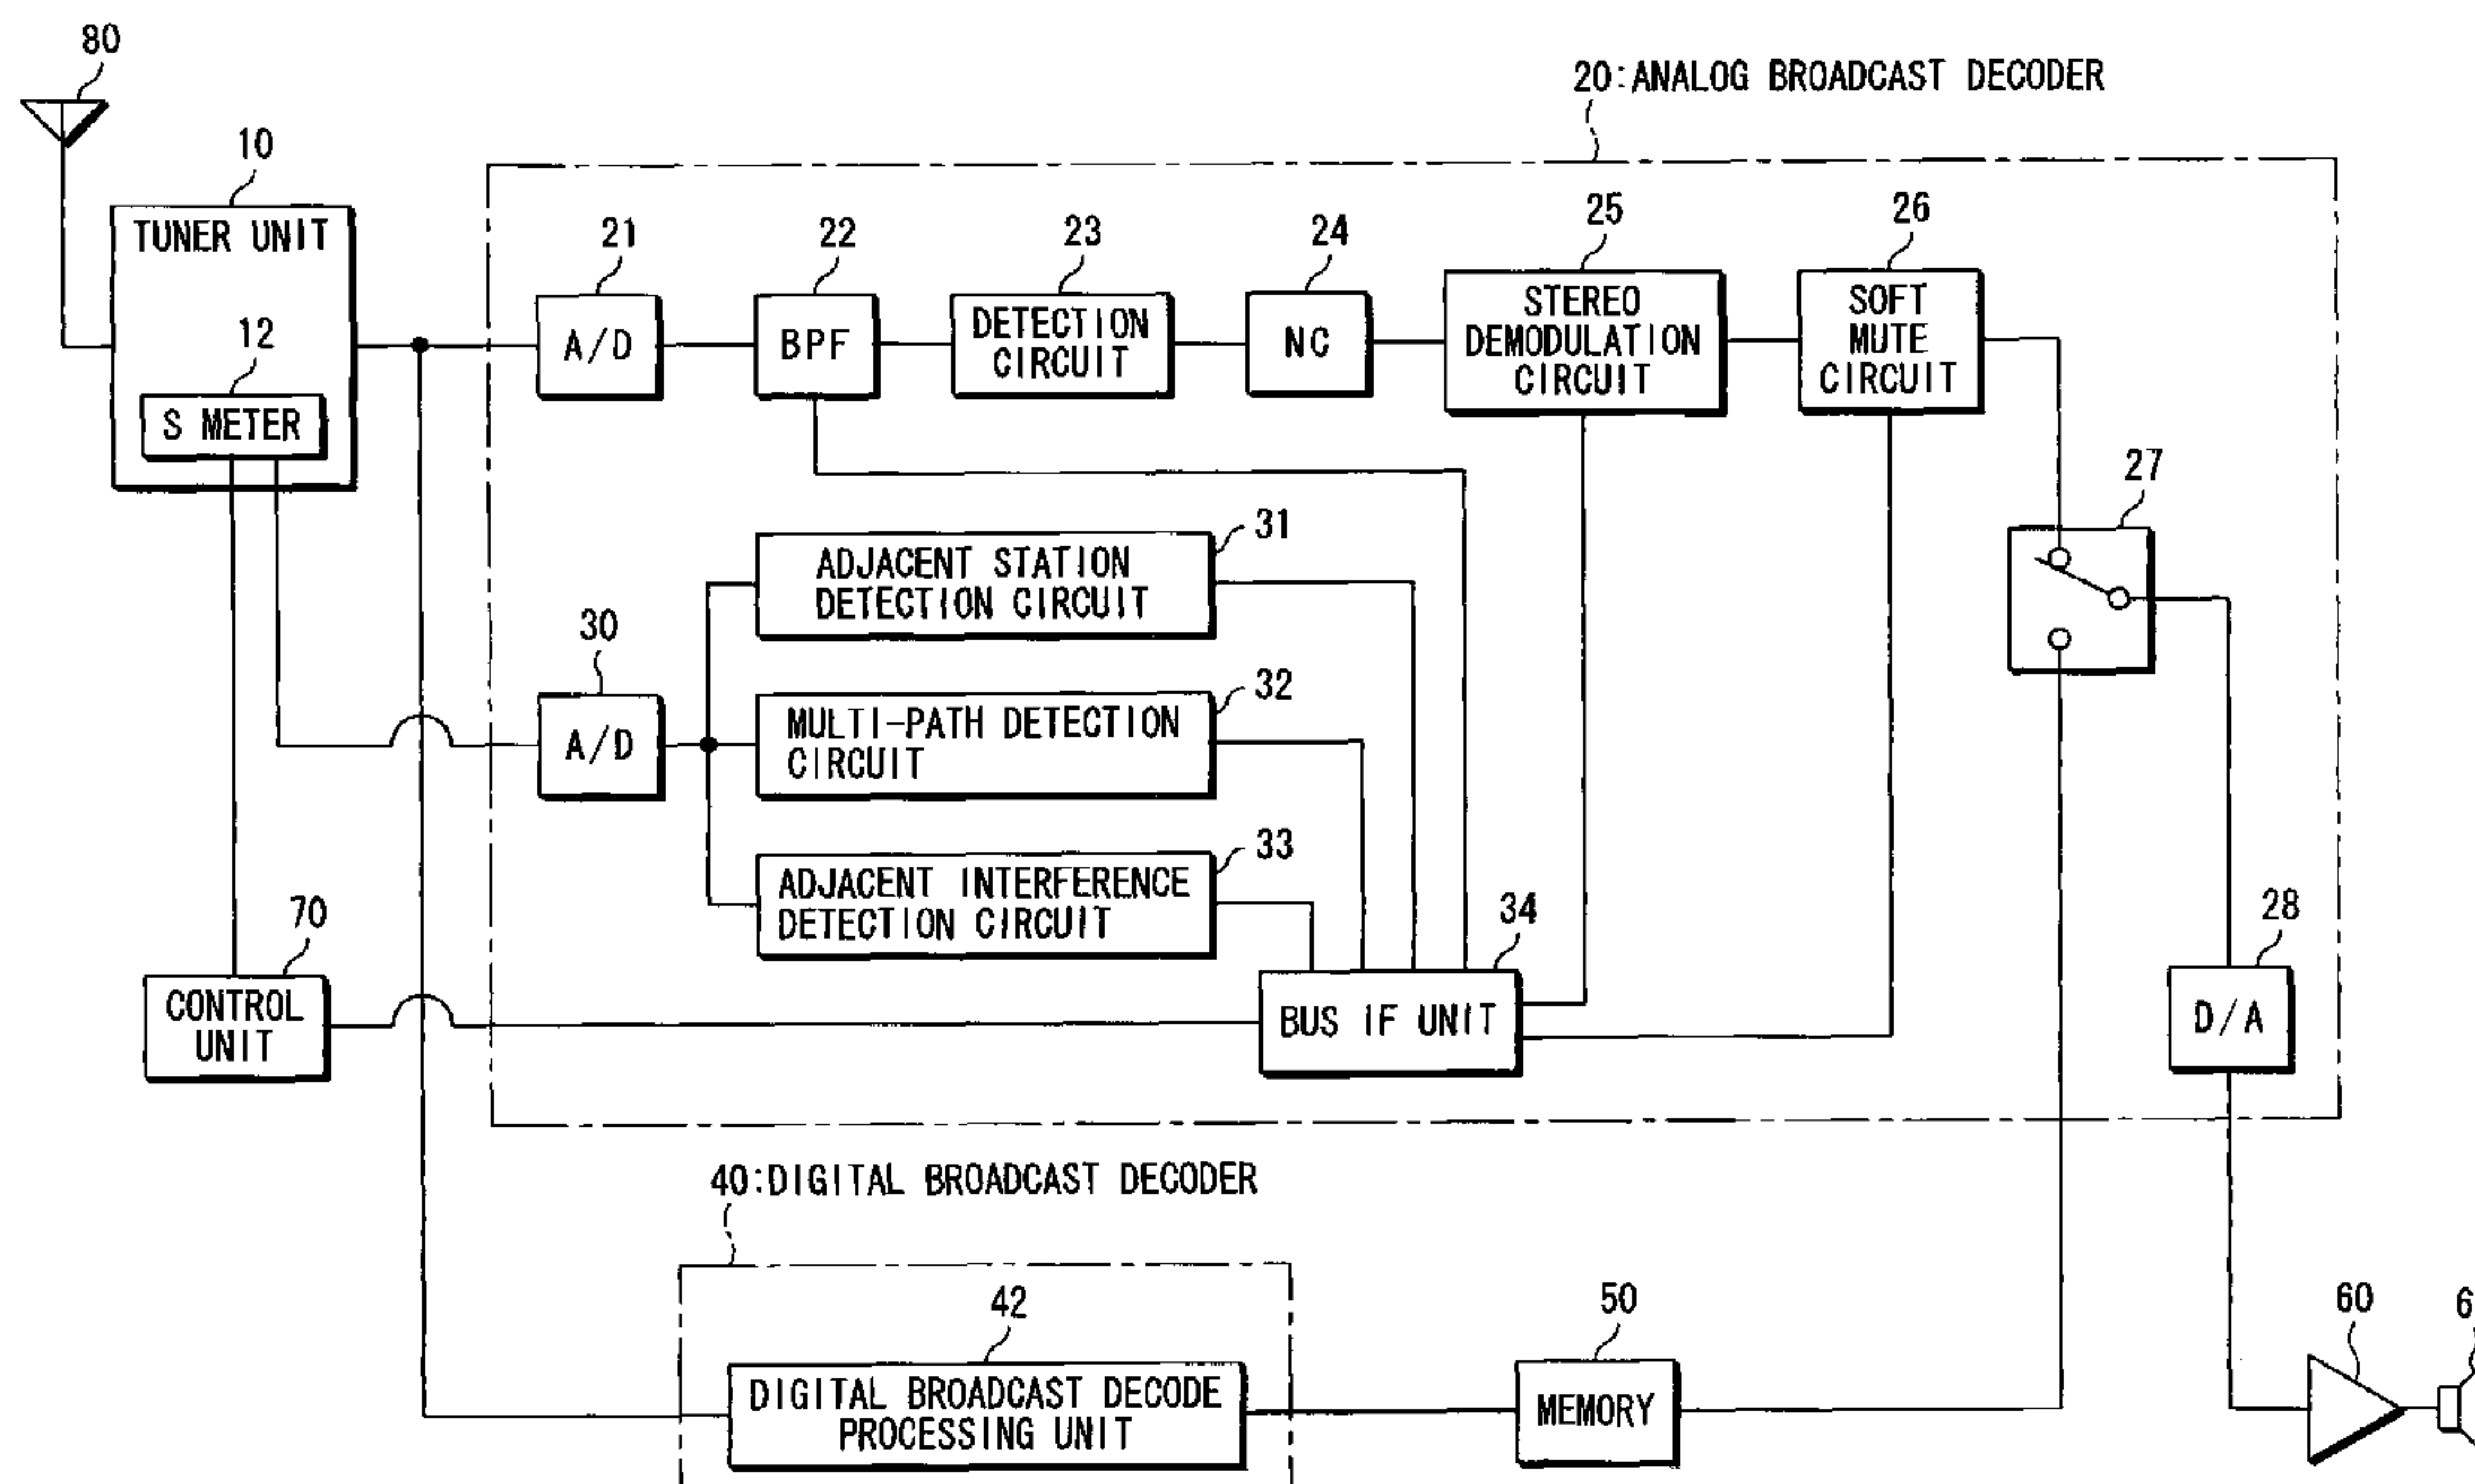 80
20:ANALOG BROADCAST DECODER
10
TUNER UNIT
12
S METER
21
A/D
22
BPF
23
DETECTION
CIRCUIT
24
NC
25
STEREO
DEMODULATION
CIRCUIT
26
SOFT
MUTE
CIRCUIT
27
31
ADJACENT STATION
DETECTION CIRCUIT
30
A/D
32
MULTI-PATH DETECTION
CIRCUIT
33
ADJACENT INTERFERENCE
DETECTION CIRCUIT
34
BUS IF UNIT
28
D/A
70
CONTROL
UNIT
40:DIGITAL BROADCAST DECODER
42
DIGITAL BROADCAST DECODE
PROCESSING UNIT
50
MEMORY
60